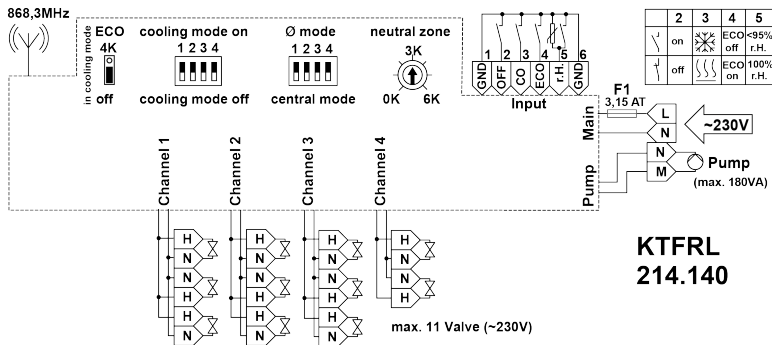 868,3MHz
in cooling mode
ECO
4K
off
cooling mode on
1 2 3 4
cooling mode off
Ø mode
1 2 3 4
central mode
neutral zone
3K
0K 6K
1 2 3 4 5 6
GND OFF CO ECO r.H. GND
Input
2 3 4 5
on ECO off <95% r.H.
off ECO on 100% r.H.
F1
3,15 AT
Main
L
N
~230V
Pump
N
M
Pump
(max. 180VA)
Channel 1
Channel 2
Channel 3
Channel 4
H H H H
N N N N
N N N N
H H H H
H H H
N N N
max. 11 Valve (~230V)
KTFRL
214.140